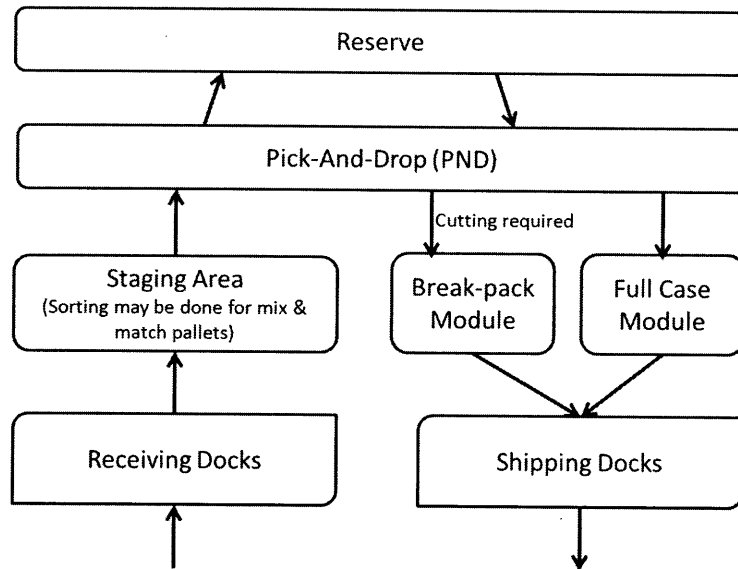 Reserve
Pick-And-Drop (PND)
Cutting required
Staging Area
(Sorting may be done for mix &
match pallets)
Break-pack
Module
Full Case
Module
Receiving Docks
Shipping Docks